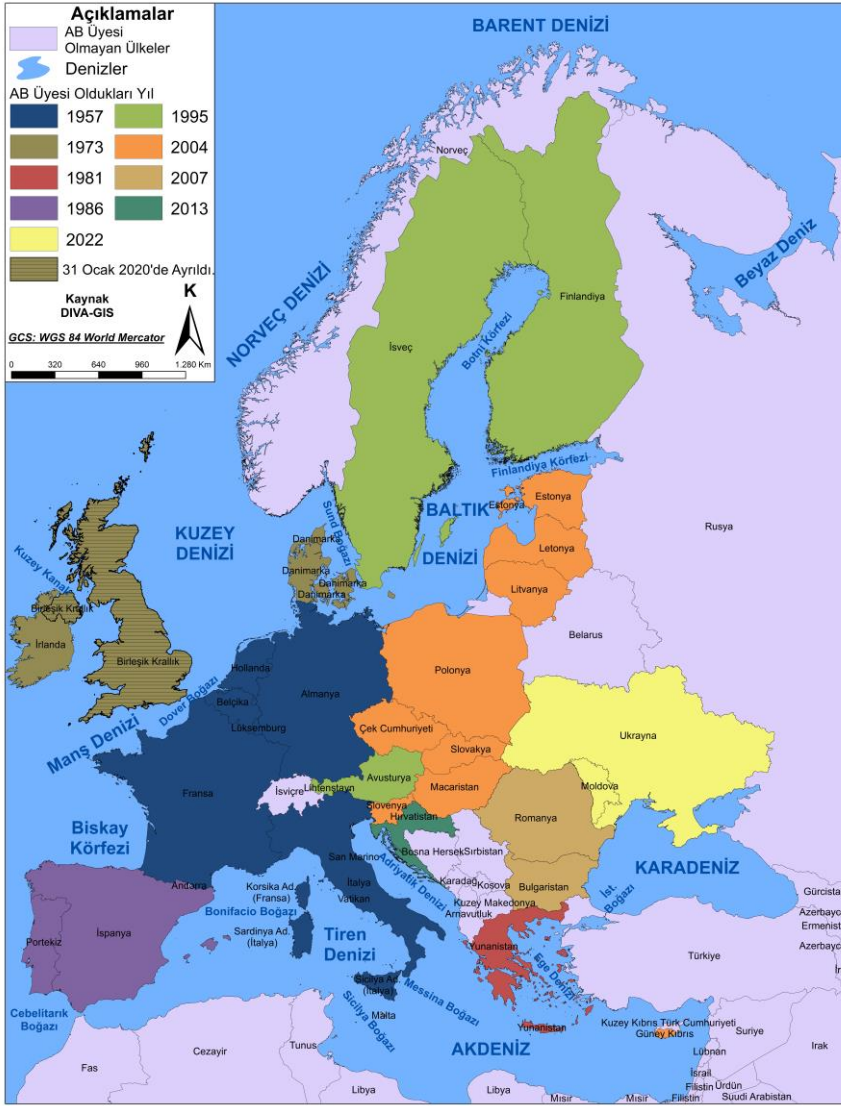 Açıklamalar
AB Üyesi
Olmayan Ülkeler
Denizler
AB Üyesi Oldukları Yıl
1957
1995
1973
2004
1981
2007
1986
2013
2022
31 Ocak 2020'de Ayrıldı.
Kaynak
DIVA-GIS
K
GCS: WGS 84 World Mercator
0 320 640 960 1.280 Km
BARENT DENİZİ
Norveç
Beyaz Deniz
NORVEÇ DENİZİ
Finlandiya
İsveç
Botni Körfezi
Finlandiya Körfezi
Estonya
Estonya
BALTIK
DENİZİ
Sund Boğazı
Rusya
KUZEY
DENİZİ
Danimarka
Danimarka
Danimarka
Danimarka
Letonya
Litvanya
Kuzey Kanalı
Birleşik Krallık
İrlanda
Birleşik Krallık
Belarus
Hollanda
Polonya
Almanya
Dover Boğazı
Belçika
Lüksemburg
Manş Denizi
Çek Cumhuriyeti
Ukrayna
Slovakya
Avusturya
Macaristan
Moldova
Fransa
İsviçre
Lihtenştayn
Slovenya
Hırvatistan
Romanya
Biskay
Körfezi
San Marino
Bosna Hersek
Sırbistan
KARADENİZ
Adriyatik Denizi
Andorra
Korsika Ad.
(Fransa)
İtalya
Vatikan
Karadağ
Kosova
Bulgaristan
İst.
Boğazı
Gürcista
Bonifacio Boğazı
Kuzey Makedonya
Arnavutluk
Azerbayc
Ermenist
Azerbayc
Portekiz
İspanya
Sardinya Ad.
(İtalya)
Tiren
Denizi
Yunanistan
Ege Denizi
Türkiye
Cebelitarık
Boğazı
Sicilya Ad.
(İtalya)
Messina Boğazı
Sicilya Boğazı
Malta
Yunanistan
Kuzey Kıbrıs Türk Cumhuriyeti
Güney Kıbrıs
Suriye
Irak
Lübnan
AKDENİZ
Fas
Cezayir
Tunus
İsrail
Filistin
Ürdün
Libya
Libya
Mısır
Mısır
Filistin
Suudi Arabistan